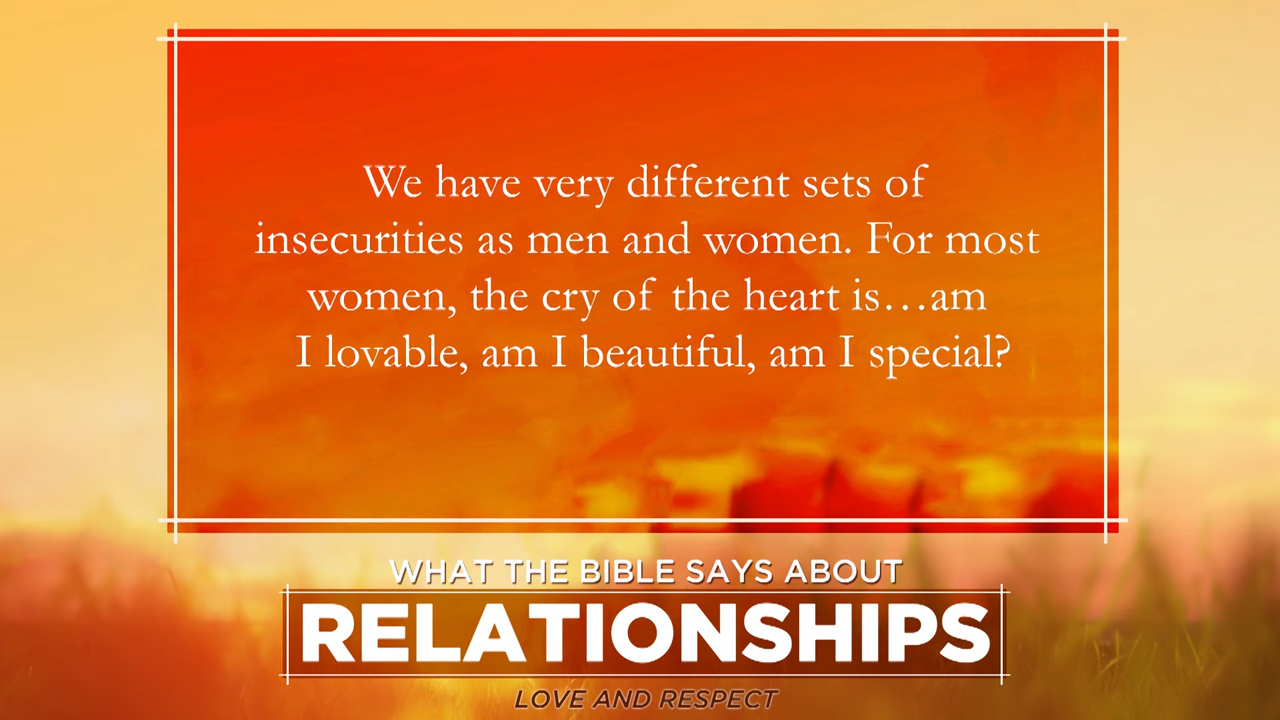 We have very different sets of
insecurities as men and women. For most
women, the cry of the heart is…am
I lovable, am I beautiful, am I special?
WHAT THE BIBLE SAYS ABOUT
RELATIONSHIPS
LOVE AND RESPECT